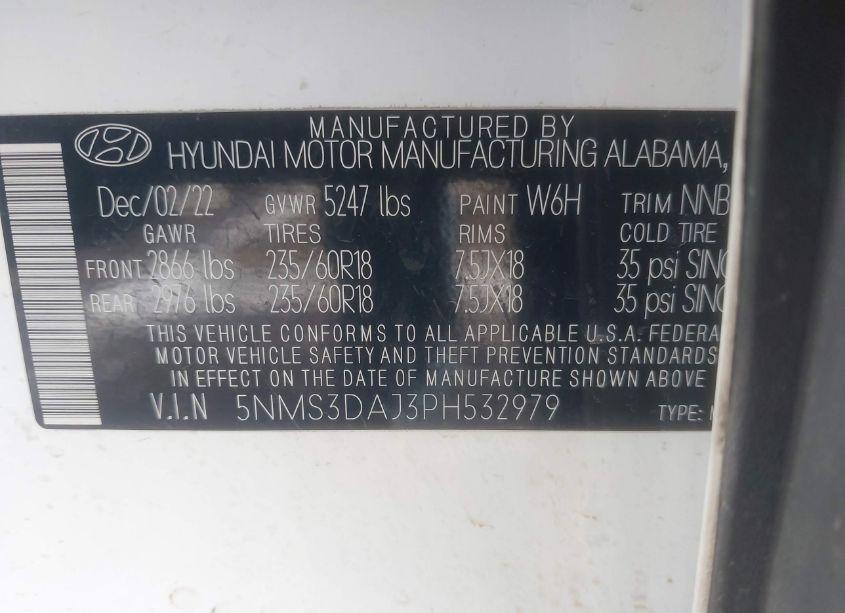 MANUFACTURED BY
HYUNDAI MOTOR MANUFACTURING ALABAMA,
Dec/02/22 GVWR 5247 lbs PAINT W6H TRIM NNB
GAWR TIRES RIMS COLD TIRE
FRONT 2866 lbs 235/60R18 7.5JX18 35 psi SING
REAR 2976 lbs 235/60R18 7.5JX18 35 psi SING
THIS VEHICLE CONFORMS TO ALL APPLICABLE U.S.A. FEDERA
MOTOR VEHICLE SAFETY AND THEFT PREVENTION STANDARDS
IN EFFECT ON THE DATE OF MANUFACTURE SHOWN ABOVE
V.I.N 5NMS3DAJ3PH532979 TYPE: